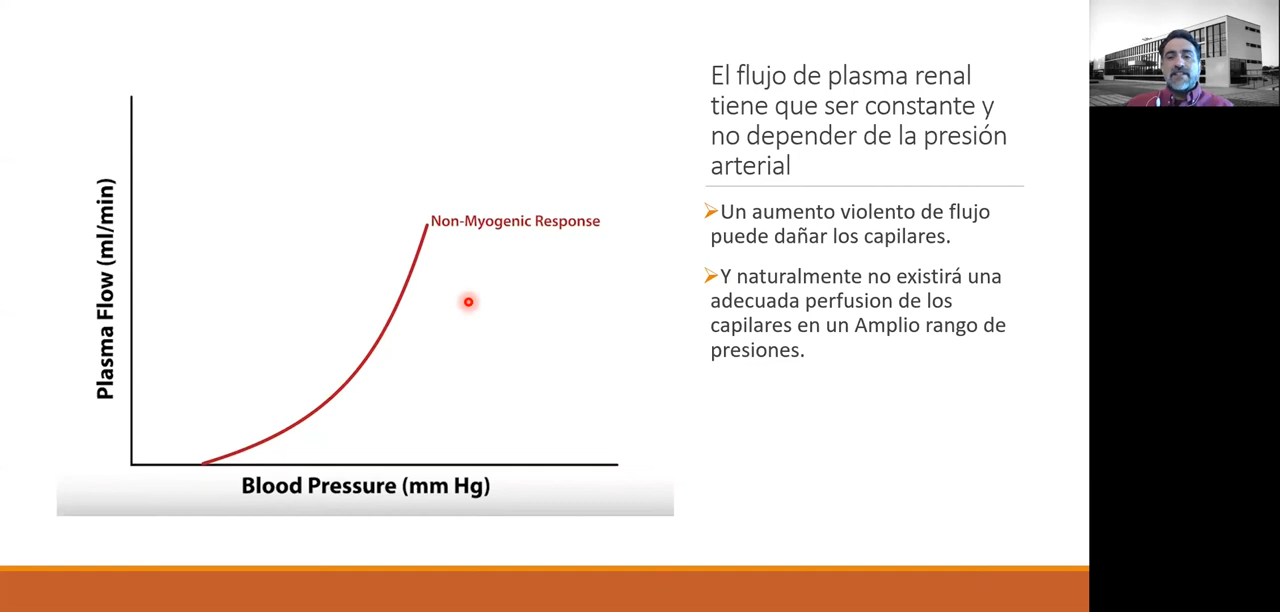 El flujo de plasma renal
tiene que ser constante y
no depender de la presión
arterial
Un aumento violento de flujo
puede dañar los capilares.
Y naturalmente no existirá una
adecuada perfusion de los
capilares en un Amplio rango de
presiones.
Plasma Flow (ml/min)
Non-Myogenic Response
Blood Pressure (mm Hg)